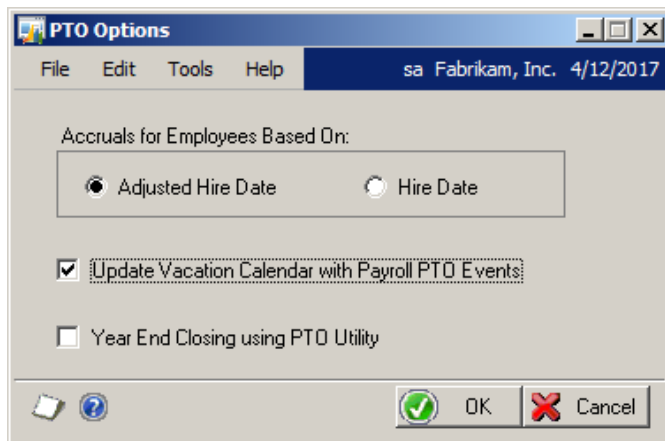 PTO Options
File Edit Tools Help sa Fabrikam, Inc. 4/12/2017
Accruals for Employees Based On:
Adjusted Hire Date Hire Date
Update Vacation Calendar with Payroll PTO Events
Year End Closing using PTO Utility
OK Cancel